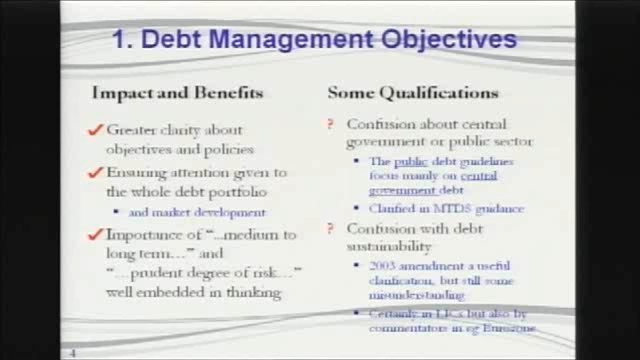 1. Debt Management Objectives
Impact and Benefits
Greater clarity about
objectives and policies
Ensuring attention given to
the whole debt portfolio
and market development
Importance of “...medium to
long term...” and
“...prudent degree of risk...”
well embedded in thinking
Some Qualifications
? Confusion about central
government or public sector
The public debt guidelines
focus mainly on central
government debt
Clarified in MTDS guidance
? Confusion with debt
sustainability
2003 amendment a useful
clarification, but still some
misunderstanding
Certainly in LICs but also by
commentators in eg Eurozone
4